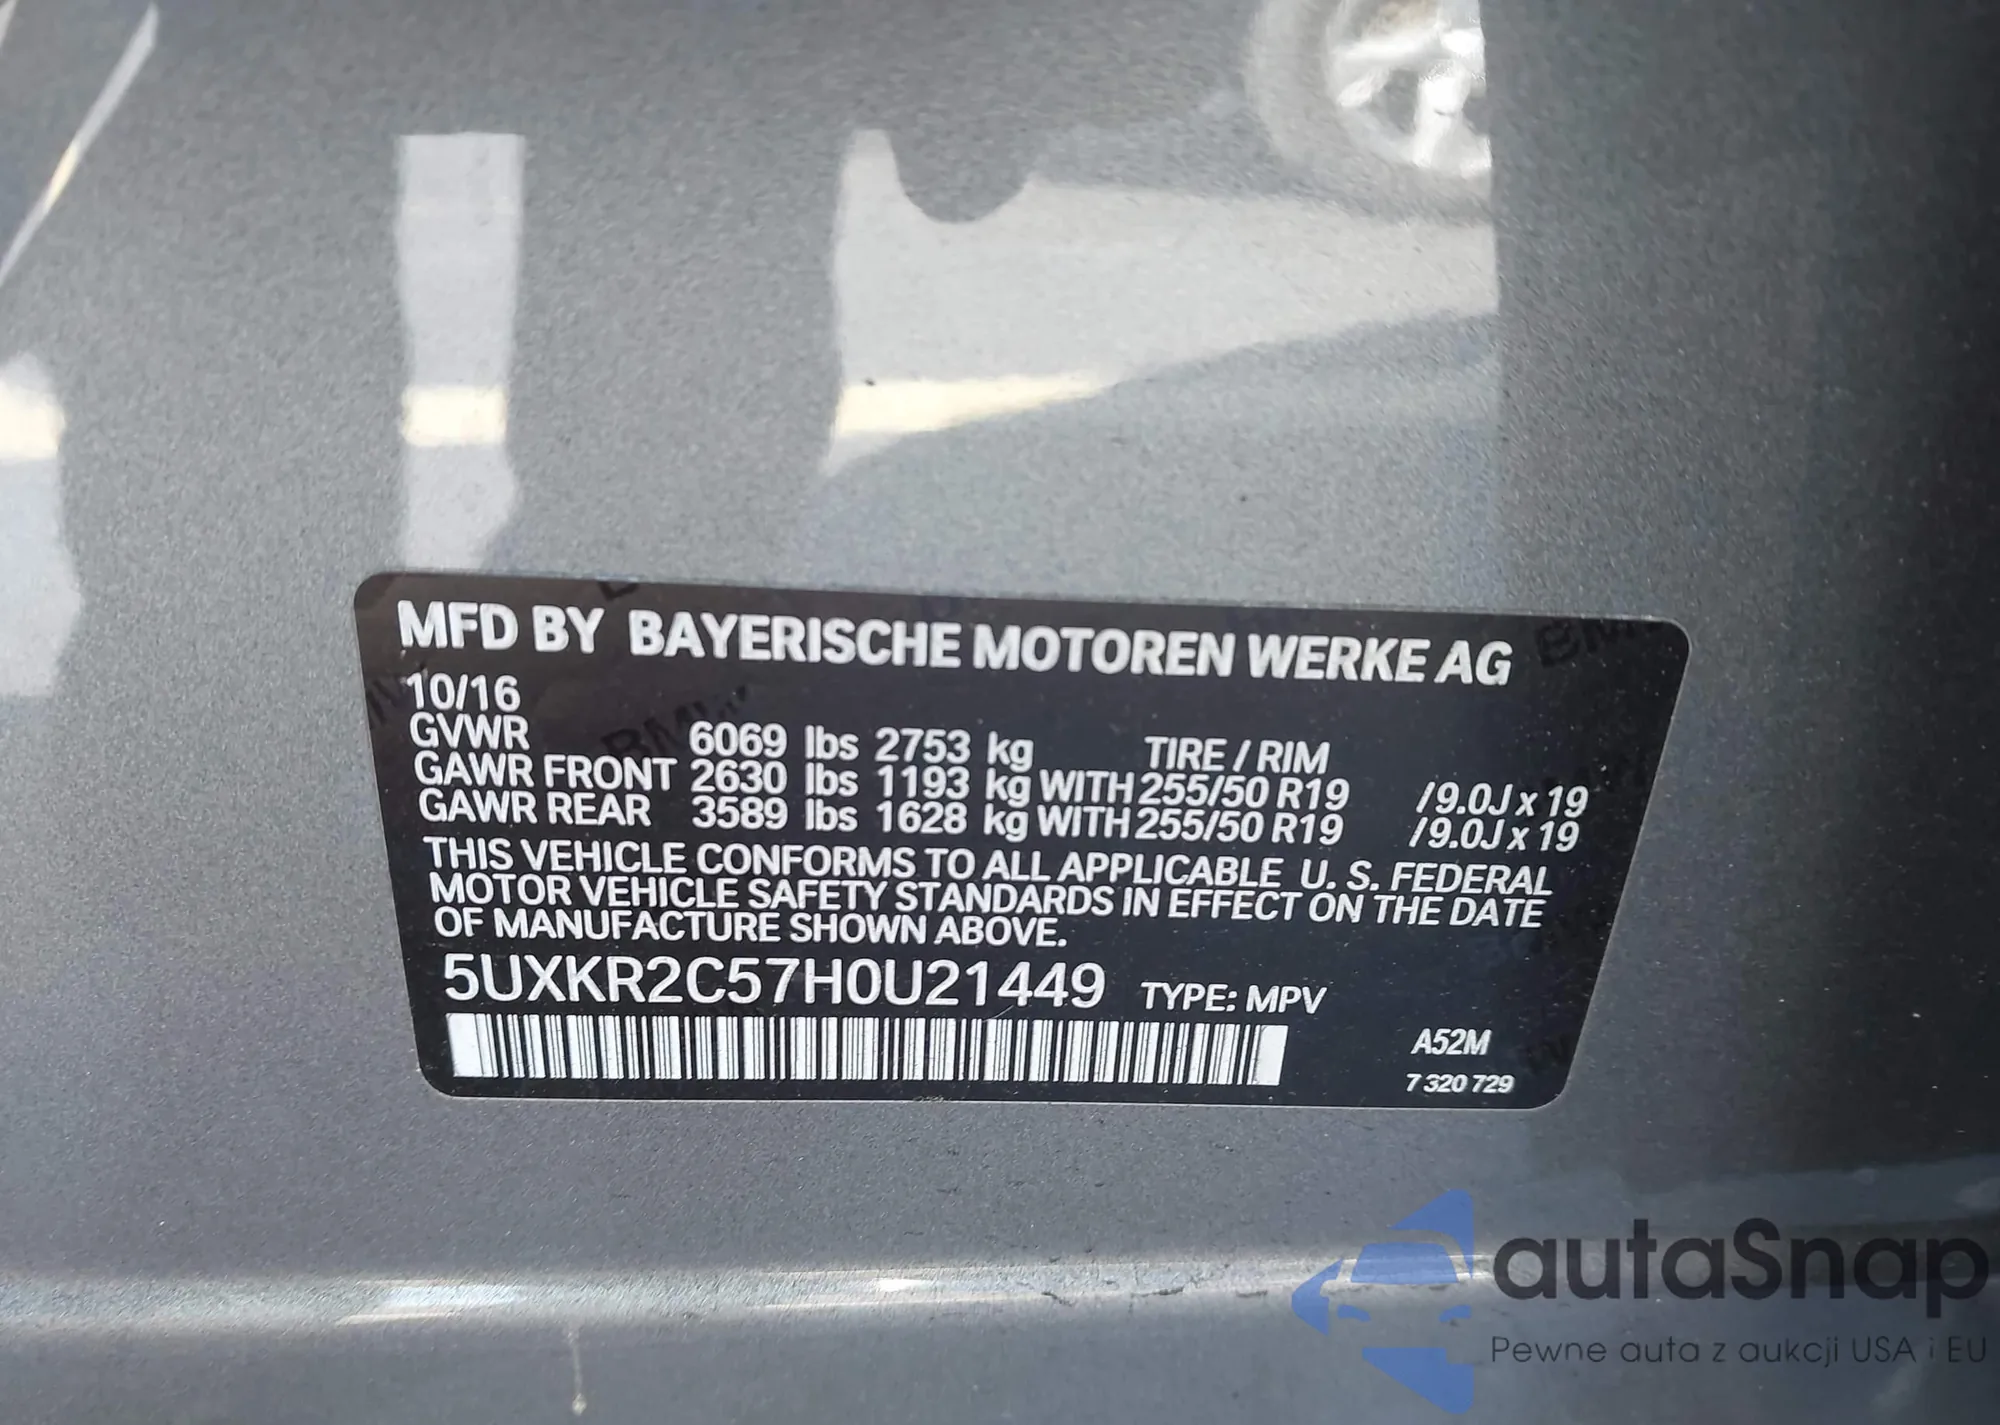 MFD BY BAYERISCHE MOTOREN WERKE AG
10/16
GVWR 6069 lbs 2753 kg TIRE / RIM
GAWR FRONT 2630 lbs 1193 kg WITH 255/50 R19 /9.0J x 19
GAWR REAR 3589 lbs 1628 kg WITH 255/50 R19 /9.0J x 19
THIS VEHICLE CONFORMS TO ALL APPLICABLE U. S. FEDERAL
MOTOR VEHICLE SAFETY STANDARDS IN EFFECT ON THE DATE
OF MANUFACTURE SHOWN ABOVE.
5UXKR2C57H0U21449 TYPE: MPV
A52M
7 320 729
autaSnap
Pewne auta z aukcji USA i EU